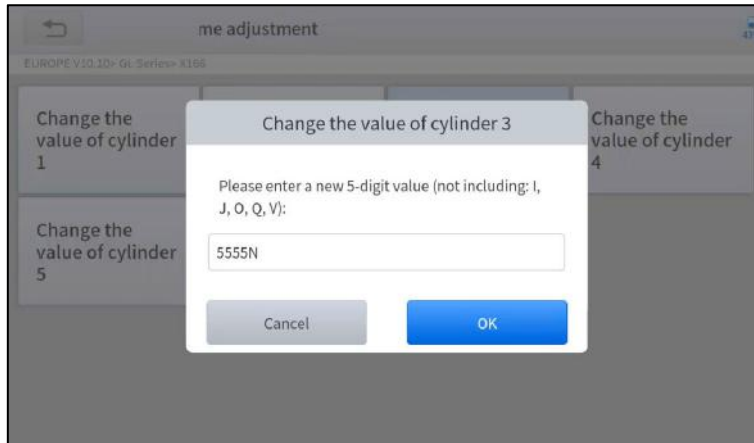 me adjustment
EUROPE V10.10> GL Series> X166
Change the
value of cylinder
1
Change the value of cylinder 3
Change the
value of cylinder
4
Please enter a new 5-digit value (not including: I,
J, O, Q, V):
Change the
value of cylinder
5
5555N
Cancel
OK